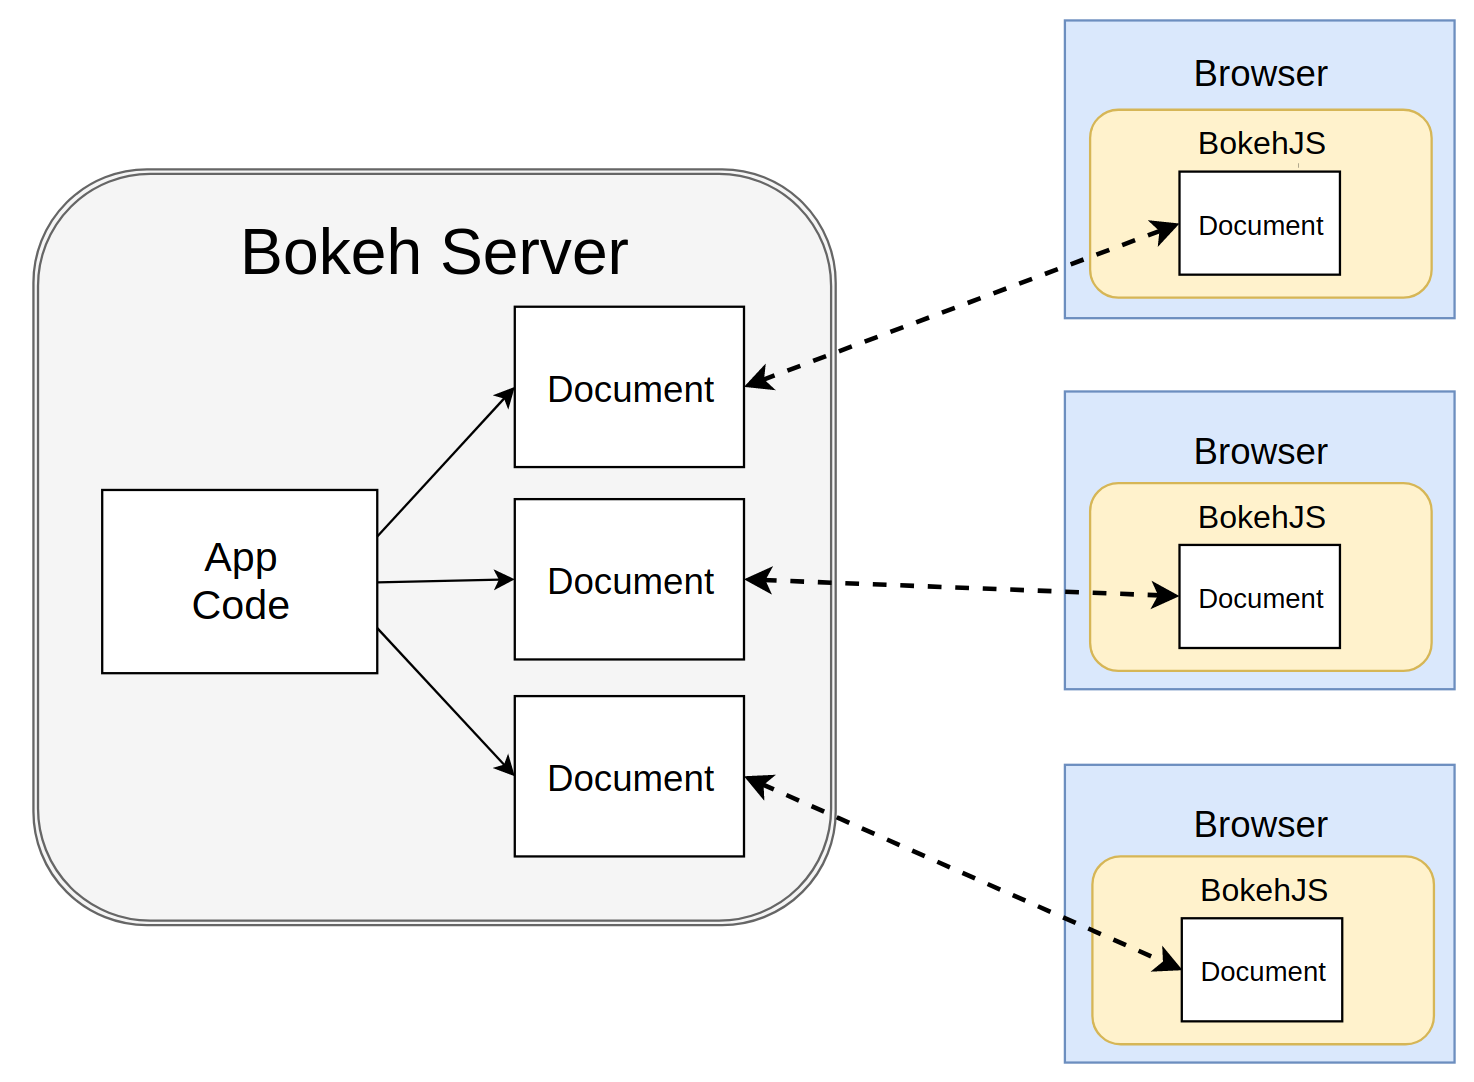 Bokeh Server
App
Code
Document
Document
Document
Browser
BokehJS
Document
Browser
BokehJS
Document
Browser
BokehJS
Document